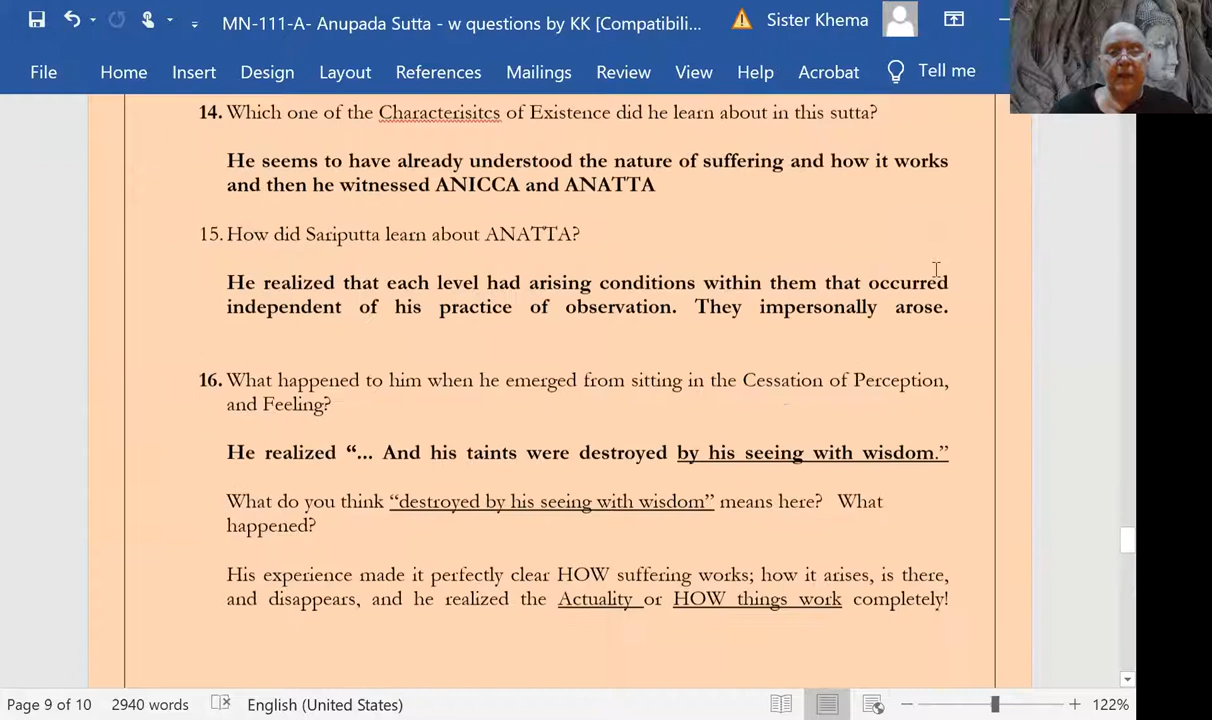 MN-111-A- Anupada Sutta - w questions by KK [Compatibili...
Sister Khema
File Home Insert Design Layout References Mailings Review View Help Acrobat Tell me
14. Which one of the Characterisitcs of Existence did he learn about in this sutta?
He seems to have already understood the nature of suffering and how it works
and then he witnessed ANICCA and ANATTA
15. How did Sariputta learn about ANATTA?
He realized that each level had arising conditions within them that occurred
independent of his practice of observation. They impersonally arose.
16. What happened to him when he emerged from sitting in the Cessation of Perception,
and Feeling?
He realized “... And his taints were destroyed by his seeing with wisdom.”
What do you think “destroyed by his seeing with wisdom” means here? What
happened?
His experience made it perfectly clear HOW suffering works; how it arises, is there,
and disappears, and he realized the Actuality or HOW things work completely!
Page 9 of 10 2940 words English (United States) 122%